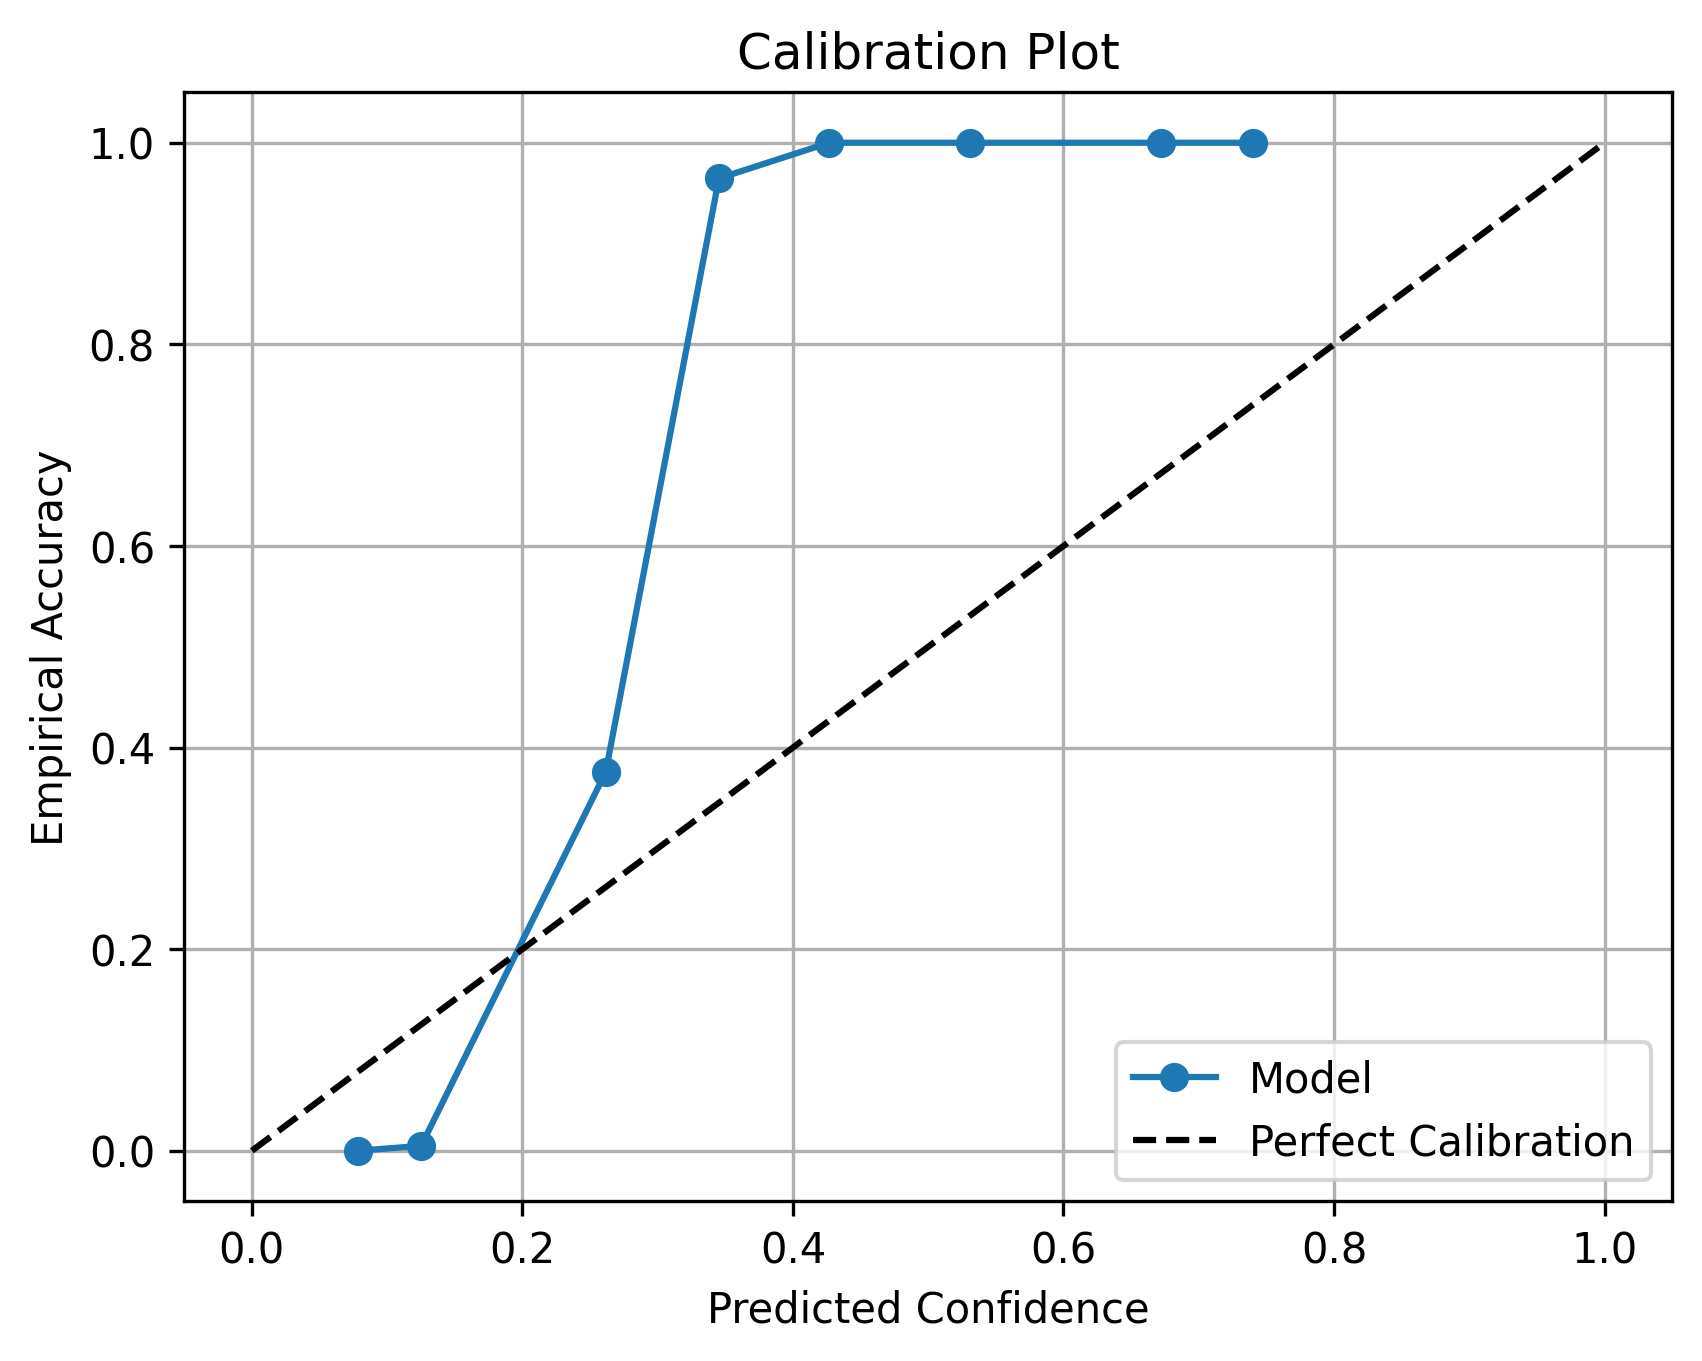 Calibration Plot
1.0
0.8
0.6
0.4
0.2
0.0
Empirical Accuracy
Model
Perfect Calibration
0.0 0.2 0.4 0.6 0.8 1.0
Predicted Confidence